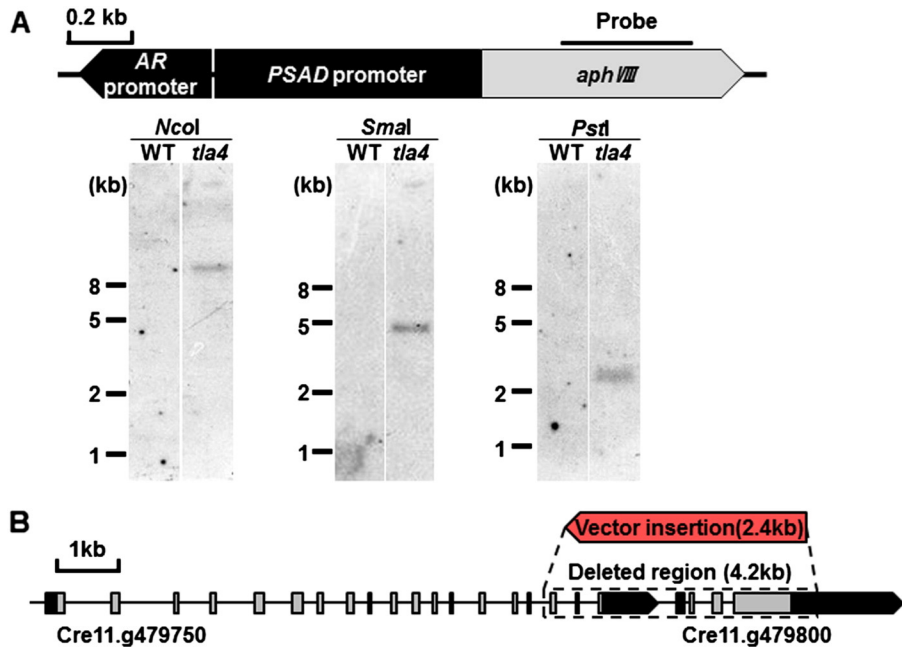 A
0.2 kb
Probe
AR promoter
PSAD promoter
aph VIII
NcoI
SmaI
PstI
WT tla4
WT tla4
WT tla4
(kb)
(kb)
(kb)
8
5
2
1
8
5
2
1
8
5
2
1
B
1kb
Vector insertion(2.4kb)
Deleted region (4.2kb)
Cre11.g479750
Cre11.g479800